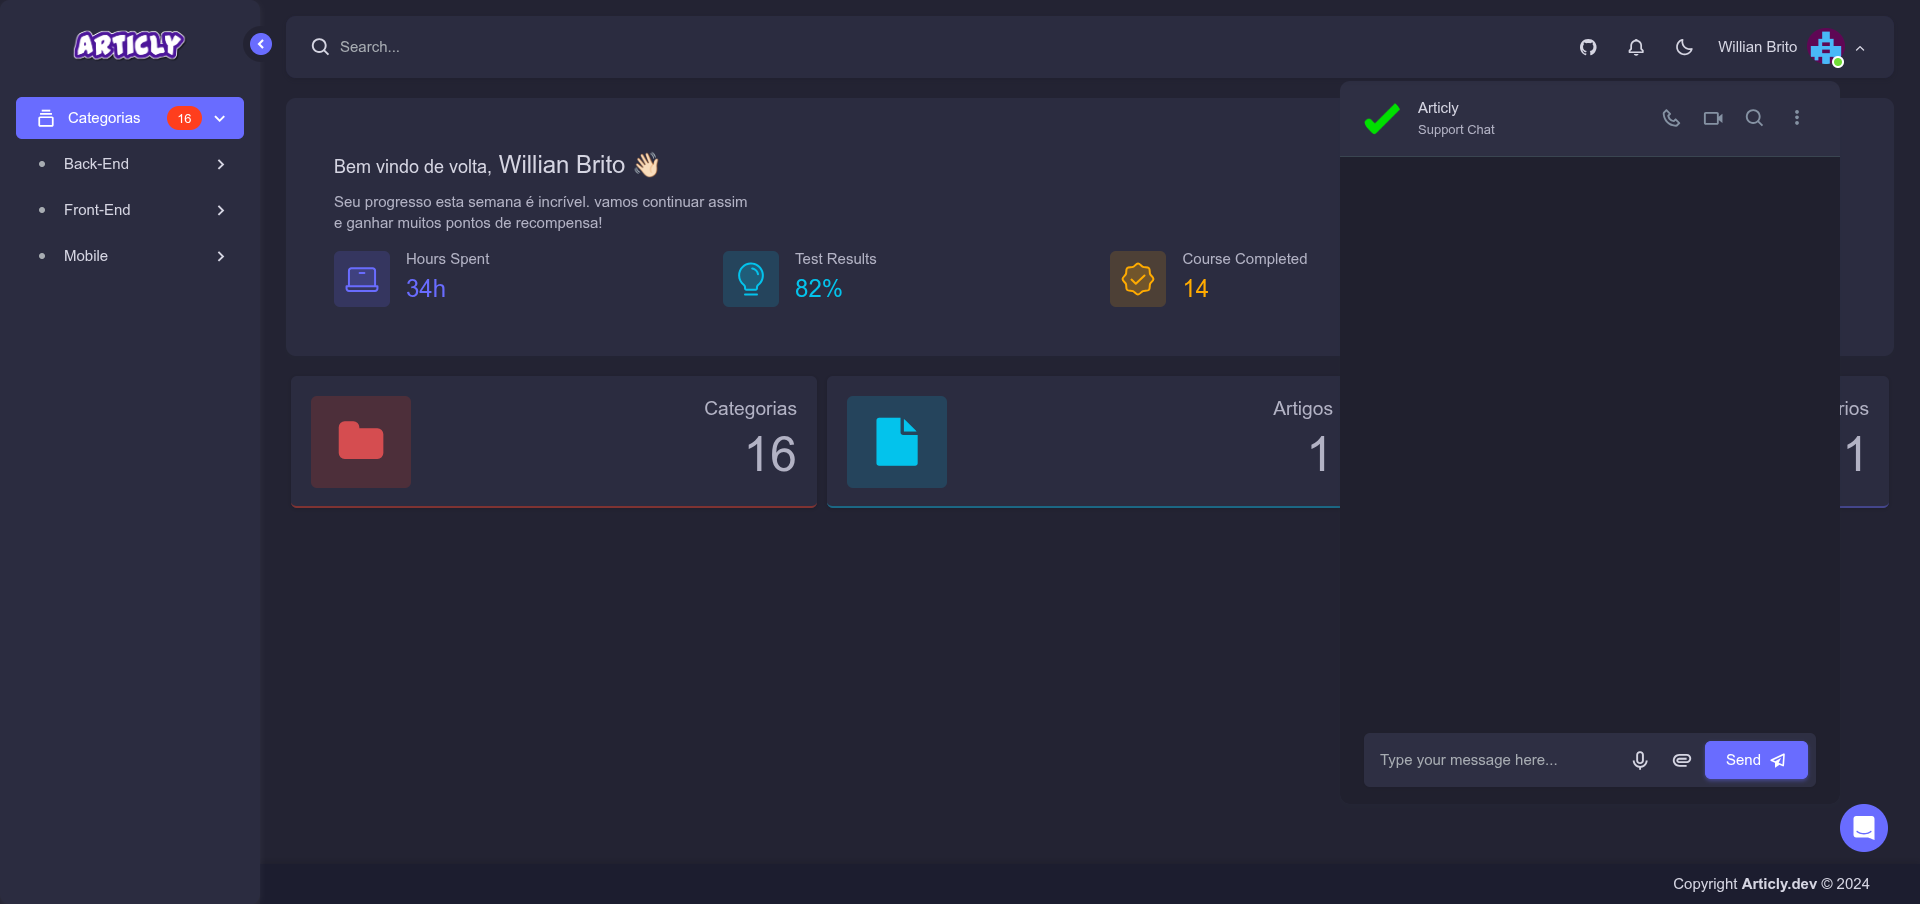 ARTICLY
Categorias 16
Back-End
Front-End
Mobile
Search...
Willian Brito
Bem vindo de volta, Willian Brito 👋🏻
Seu progresso esta semana é incrível. vamos continuar assim
e ganhar muitos pontos de recompensa!
Hours Spent
34h
Test Results
82%
Course Completed
14
Categorias
16
Artigos
1
rios
1
Articly
Support Chat
Type your message here...
Send
Copyright Articly.dev © 2024